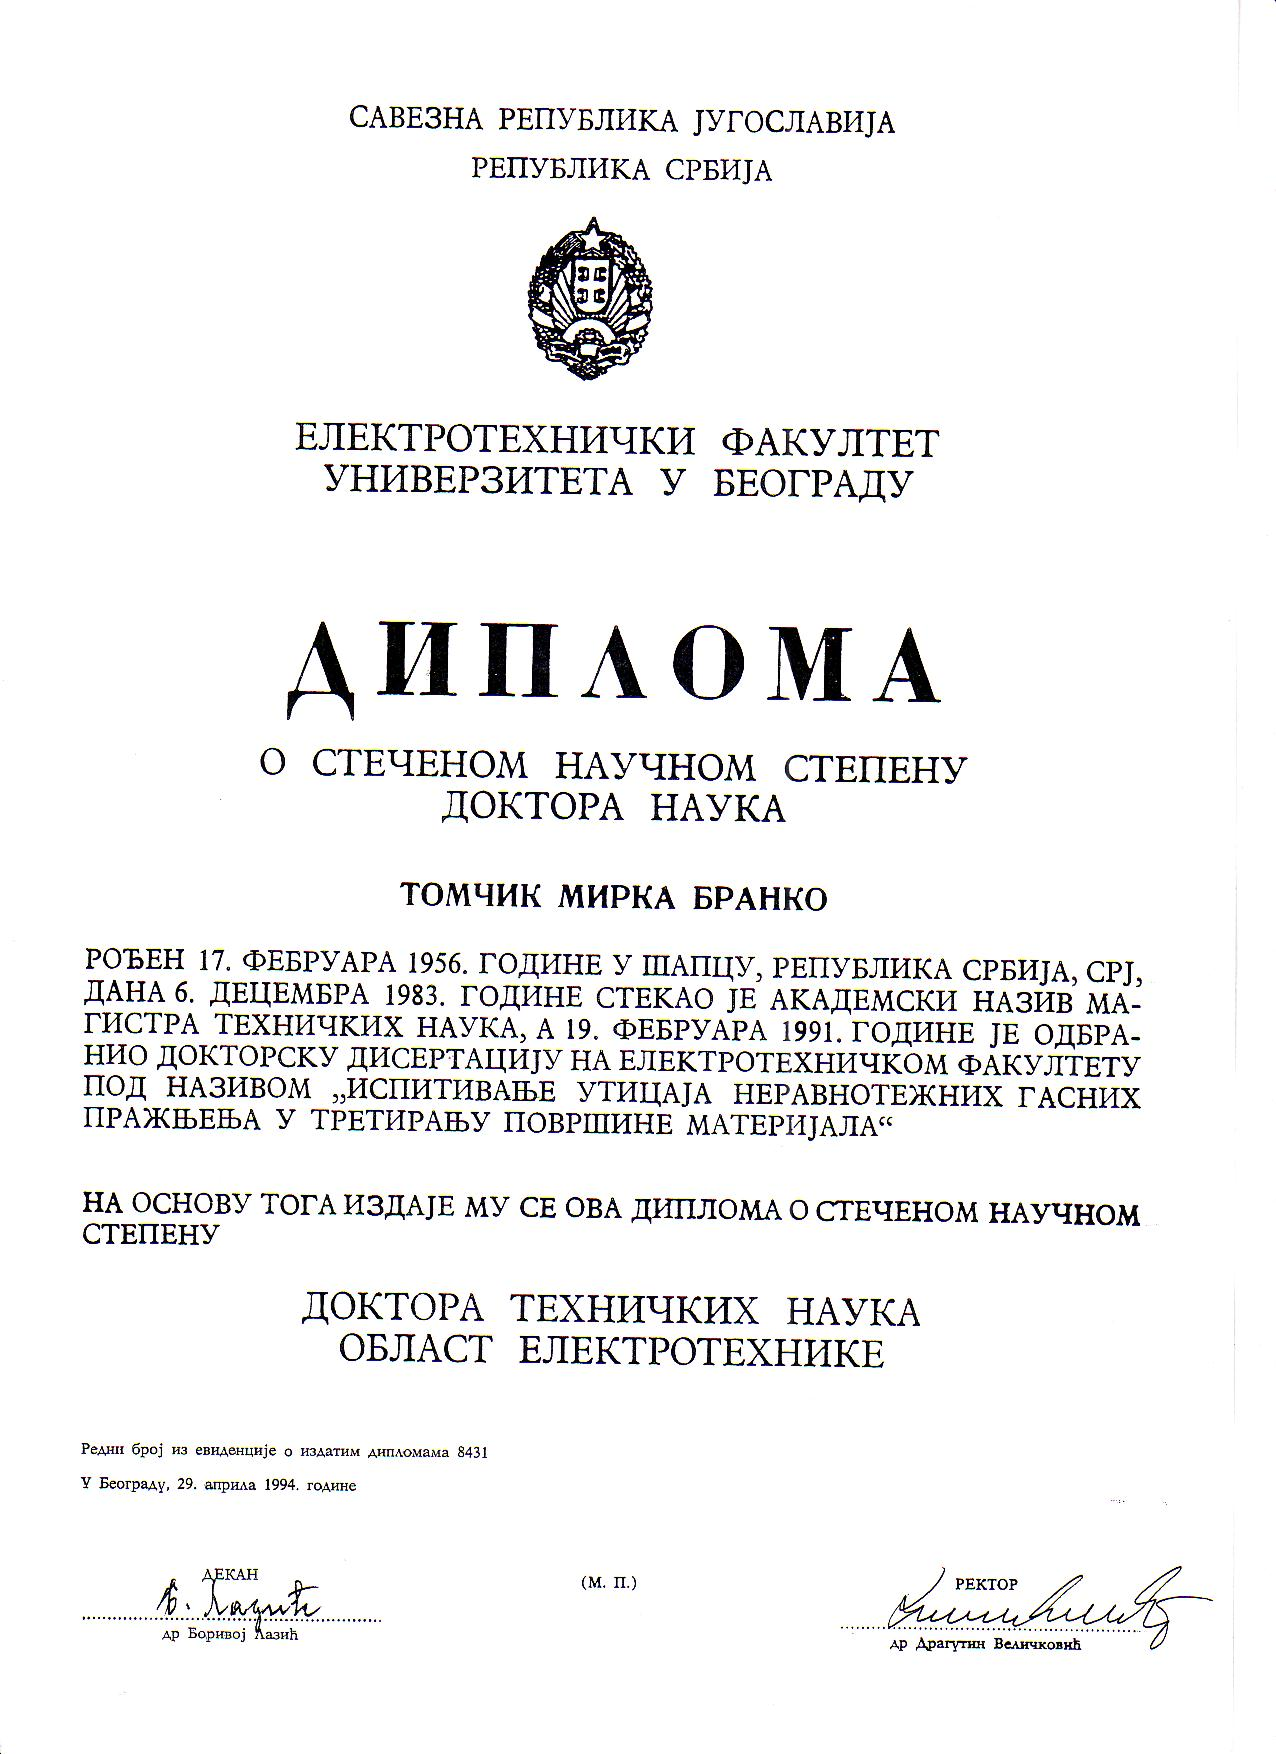 САВЕЗНА РЕПУБЛИКА ЈУГОСЛАВИЈА
РЕПУБЛИКА СРБИЈА
ЕЛЕКТРОТЕХНИЧКИ ФАКУЛТЕТ
УНИВЕРЗИТЕТА У БЕОГРАДУ
ДИПЛОМА
О СТЕЧЕНОМ НАУЧНОМ СТЕПЕНУ
ДОКТОРА НАУКА
ТОМЧИК МИРКА БРАНКО
РОЂЕН 17. ФЕБРУАРА 1956. ГОДИНЕ У ШАПЦУ, РЕПУБЛИКА СРБИЈА, СРЈ,
ДАНА 6. ДЕЦЕМБРА 1983. ГОДИНЕ СТЕКАО ЈЕ АКАДЕМСКИ НАЗИВ МА-
ГИСТРА ТЕХНИЧКИХ НАУКА, А 19. ФЕБРУАРА 1991. ГОДИНЕ ЈЕ ОДБРА-
НИО ДОКТОРСКУ ДИСЕРТАЦИЈУ НА ЕЛЕКТРОТЕХНИЧКОМ ФАКУЛТЕТУ
ПОД НАЗИВОМ „ИСПИТИВАЊЕ УТИЦАЈА НЕРАВНОТЕЖНИХ ГАСНИХ
ПРАЖЊЕЊА У ТРЕТИРАЊУ ПОВРШИНЕ МАТЕРИЈАЛА“
НА ОСНОВУ ТОГА ИЗДАЈЕ МУ СЕ ОВА ДИПЛОМА О СТЕЧЕНОМ НАУЧНОМ
СТЕПЕНУ
ДОКТОРА ТЕХНИЧКИХ НАУКА
ОБЛАСТ ЕЛЕКТРОТЕХНИКЕ
Редни број из евиденције о издатим дипломама 8431
У Београду, 29. априла 1994. године
ДЕКАН
Б. Лазић
др Боривој Лазић
(М. П.)
РЕКТОР
др Драгутин Величковић